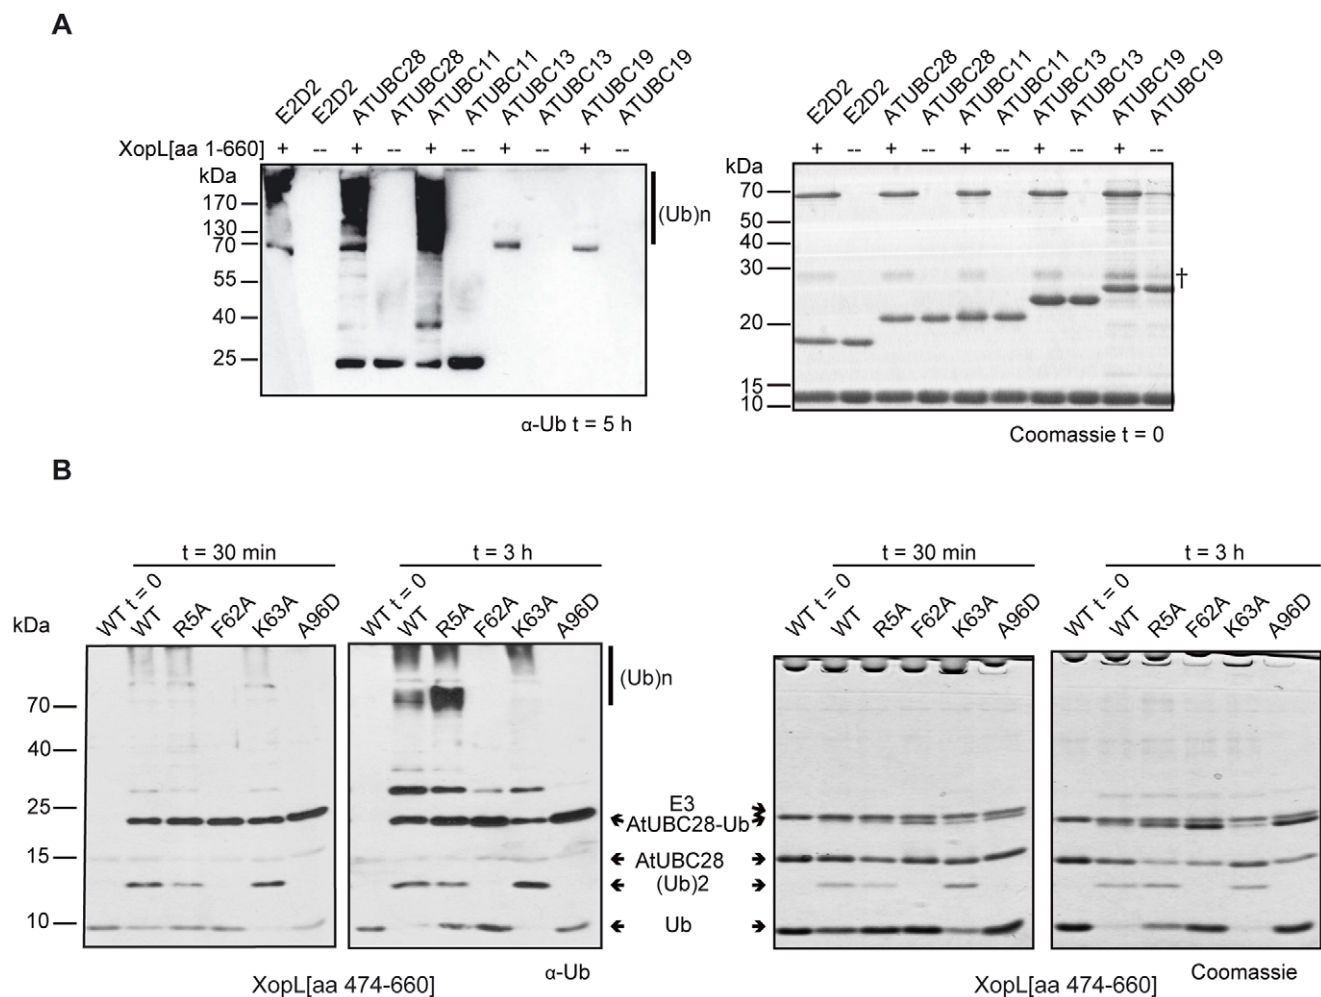 A
E2D2 E2D2 ATUBC28 ATUBC28 ATUBC11 ATUBC11 ATUBC13 ATUBC13 ATUBC19 ATUBC19
XopL[aa 1-660] + -- + -- + -- + -- + --
kDa
170
130
70
55
40
25
(Ub)n
α-Ub t = 5 h
E2D2 E2D2 ATUBC28 ATUBC28 ATUBC11 ATUBC11 ATUBC13 ATUBC13 ATUBC19 ATUBC19
+ -- + -- + -- + -- + --
kDa
70
50
40
30
20
15
10
†
Coomassie t = 0
B
t = 30 min
WT t = 0 WT R5A F62A K63A A96D
kDa
70
40
25
15
10
t = 3 h
WT t = 0 WT R5A F62A K63A A96D
(Ub)n
E3
AtUBC28-Ub
AtUBC28
(Ub)2
Ub
XopL[aa 474-660]
α-Ub
t = 30 min
WT t = 0 WT R5A F62A K63A A96D
t = 3 h
WT t = 0 WT R5A F62A K63A A96D
XopL[aa 474-660]
Coomassie